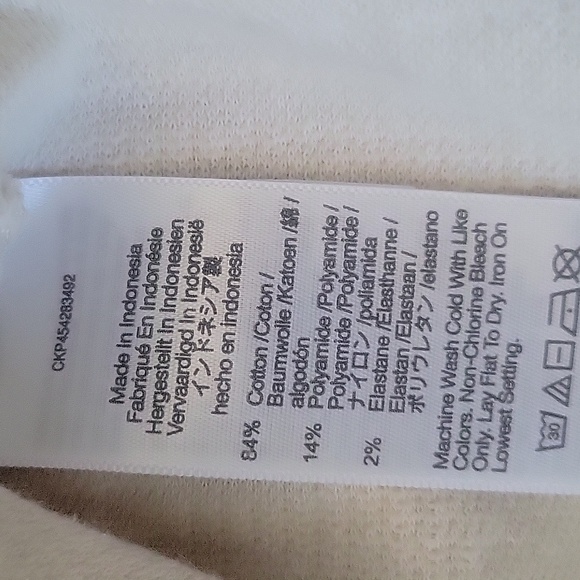 CKP454283492
Made In Indonesia
Fabriqué En Indonésie
Hergestellt In Indonesien
Vervaardigd In Indonesië
インドネシア製
hecho en indonesia
84% Cotton /Coton /
Baumwolle /Katoen /綿 /
algodón
14% Polyamide /Polyamide /
Polyamide /Polyamide /
ナイロン /poliamida
2% Elastane /Elasthanne /
Elastan /Elastaan /
ポリウレタン /elastano
Machine Wash Cold With Like
Colors. Non-Chlorine Bleach
Only. Lay Flat To Dry. Iron On
Lowest Setting.
30